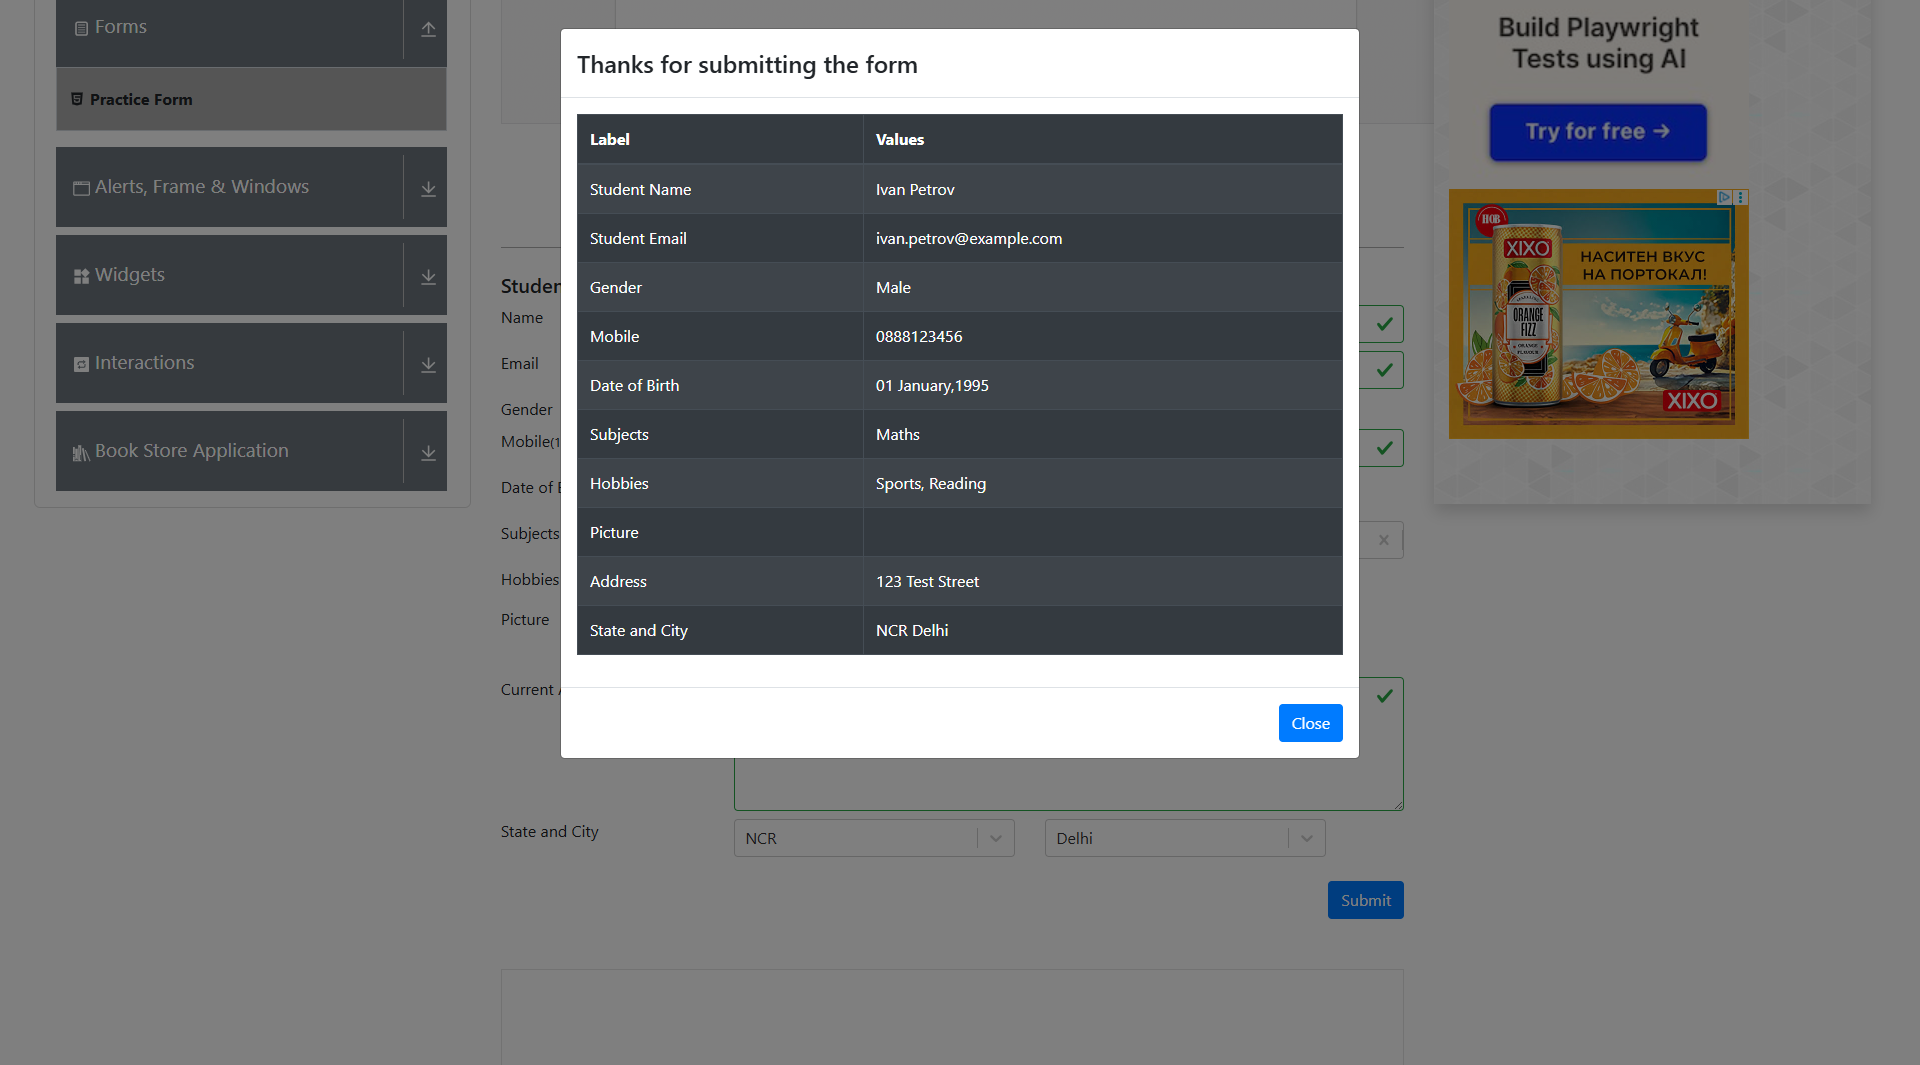 Forms
Practice Form
Alerts, Frame & Windows
Widgets
Interactions
Book Store Application
Thanks for submitting the form
Label Values
Student Name Ivan Petrov
Student Email ivan.petrov@example.com
Gender Male
Mobile 0888123456
Date of Birth 01 January,1995
Subjects Maths
Hobbies Sports, Reading
Picture
Address 123 Test Street
State and City NCR Delhi
Close
Name
Email
Gender
Mobile(1
Date of
Subjects
Hobbies
Picture
Current
State and City NCR Delhi
Submit
Build Playwright
Tests using AI
Try for free →
НОВ
XIXO
НАСИТЕН ВКУС
НА ПОРТОКАЛ!
ORANGE
FIZZ
ORANGE
FLAVOUR
XIXO